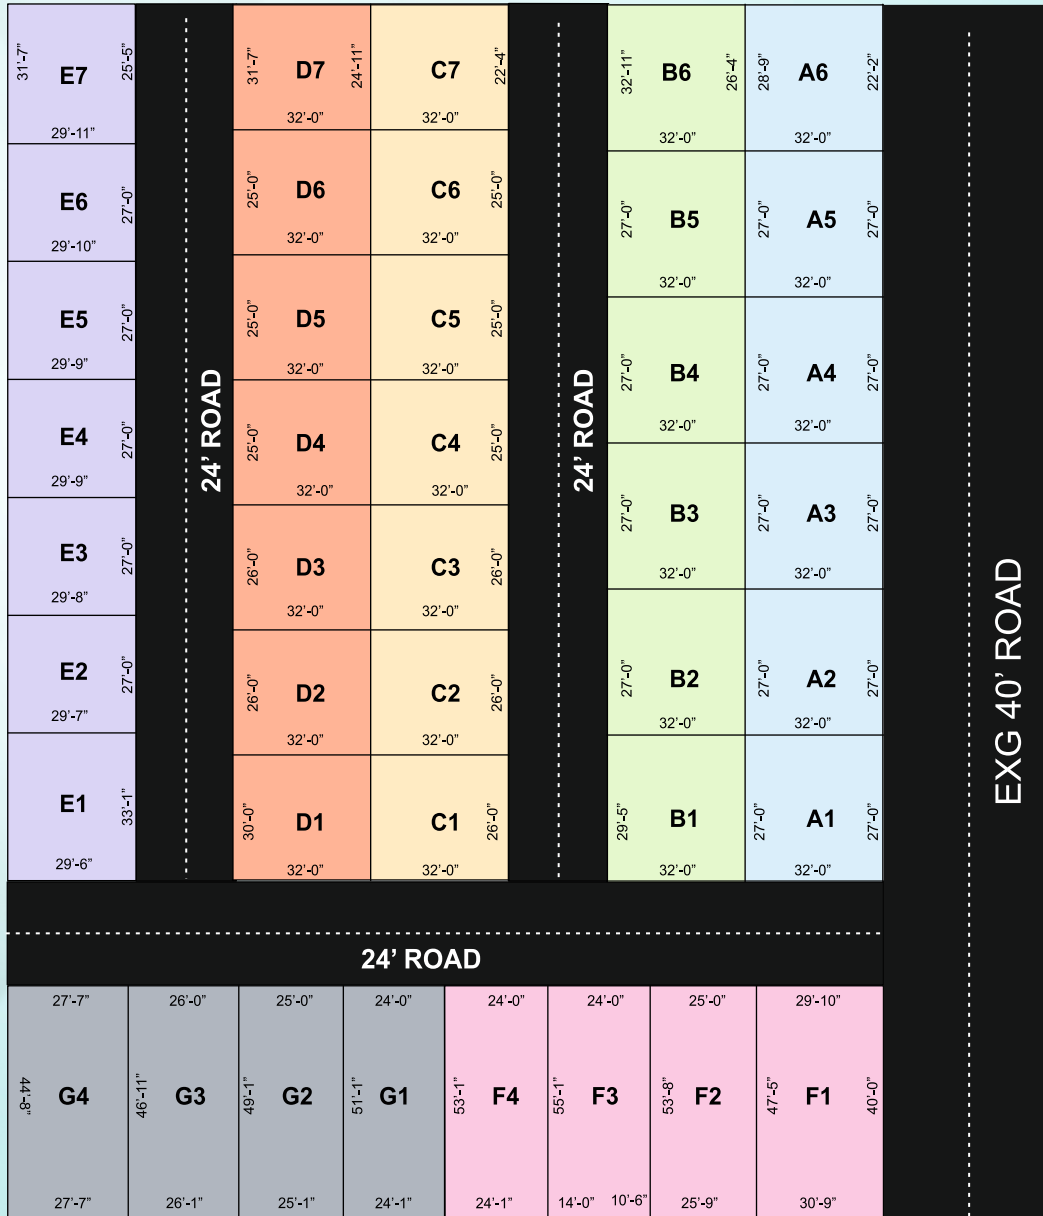 31'-7"
E7
25'-5"
29'-11"
E6
27'-0"
29'-10"
E5
27'-0"
29'-9"
E4
27'-0"
29'-9"
E3
27'-0"
29'-8"
E2
27'-0"
29'-7"
E1
33'-1"
29'-6"
24' ROAD
31'-7"
D7
24'-11"
32'-0"
25'-0"
D6
32'-0"
25'-0"
D5
32'-0"
25'-0"
D4
32'-0"
26'-0"
D3
32'-0"
26'-0"
D2
32'-0"
30'-0"
D1
32'-0"
C7
22'-4"
32'-0"
C6
25'-0"
32'-0"
C5
25'-0"
32'-0"
C4
25'-0"
32'-0"
C3
26'-0"
32'-0"
C2
26'-0"
32'-0"
C1
26'-0"
32'-0"
24' ROAD
32'-11"
B6
26'-4"
32'-0"
27'-0"
B5
32'-0"
27'-0"
B4
32'-0"
27'-0"
B3
32'-0"
27'-0"
B2
32'-0"
29'-5"
B1
32'-0"
28'-9"
A6
22'-2"
32'-0"
27'-0"
A5
27'-0"
32'-0"
27'-0"
A4
27'-0"
32'-0"
27'-0"
A3
27'-0"
32'-0"
27'-0"
A2
27'-0"
32'-0"
27'-0"
A1
27'-0"
32'-0"
EXG 40' ROAD
24' ROAD
27'-7"
44'-8"
G4
27'-7"
26'-0"
46'-11"
G3
26'-1"
25'-0"
49'-1"
G2
25'-1"
24'-0"
51'-1"
G1
24'-1"
24'-0"
53'-1"
F4
24'-1"
24'-0"
55'-1"
F3
14'-0" 10'-6"
25'-0"
53'-8"
F2
25'-9"
29'-10"
47'-5"
F1
40'-0"
30'-9"